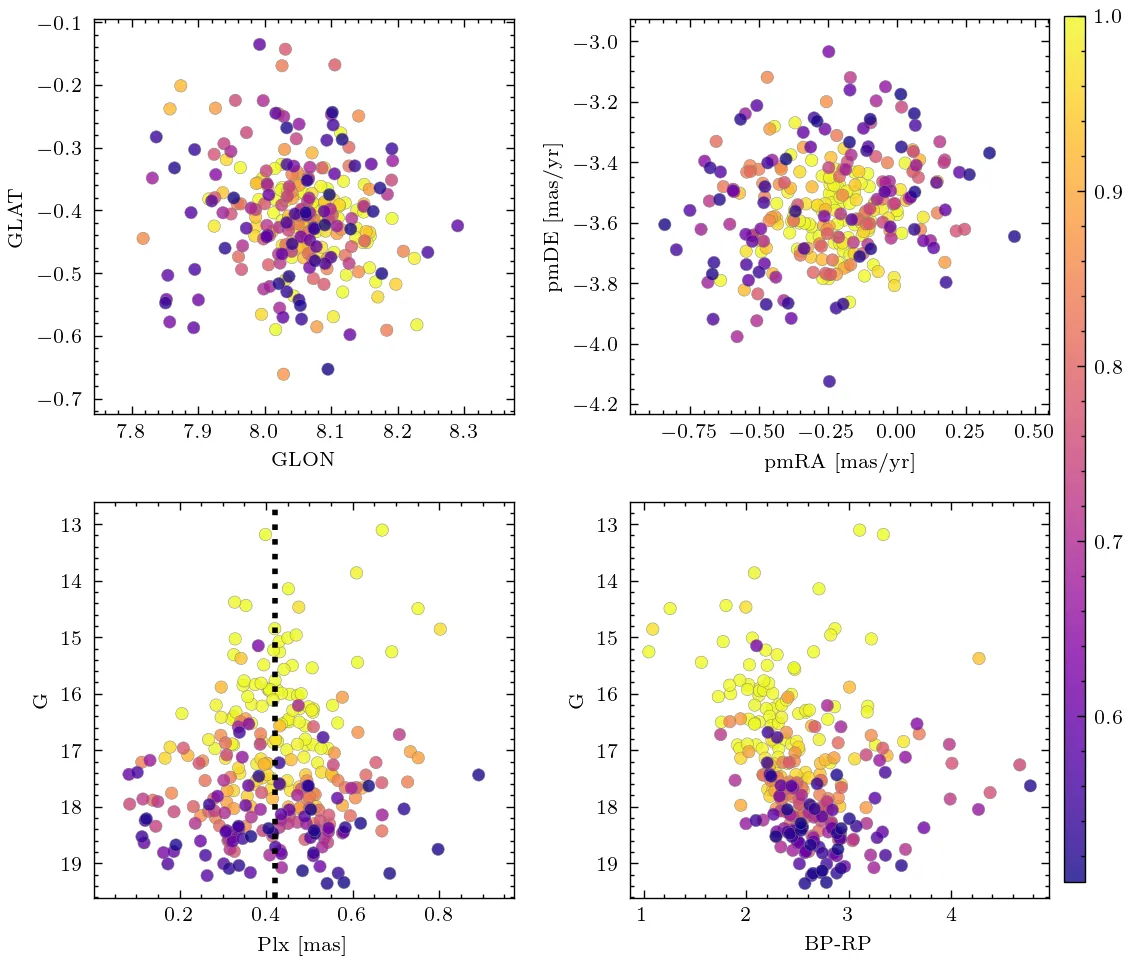 −0.1
−0.2
−0.3
−0.4
−0.5
−0.6
−0.7
GLAT
7.8 7.9 8.0 8.1 8.2 8.3
GLON
−3.0
−3.2
−3.4
−3.6
−3.8
−4.0
−4.2
pmDE [mas/yr]
−0.75 −0.50 −0.25 0.00 0.25 0.50
pmRA [mas/yr]
13
14
15
16
17
18
19
G
0.2 0.4 0.6 0.8
Plx [mas]
13
14
15
16
17
18
19
G
1 2 3 4
BP-RP
1.0
0.9
0.8
0.7
0.6